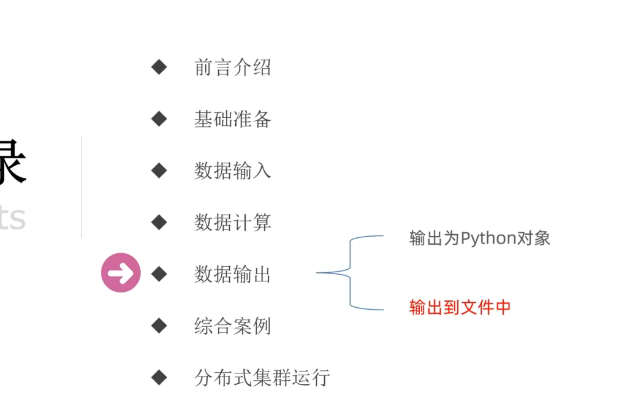 录
ts
前言介绍
基础准备
数据输入
数据计算
数据输出
输出为Python对象
输出到文件中
综合案例
分布式集群运行